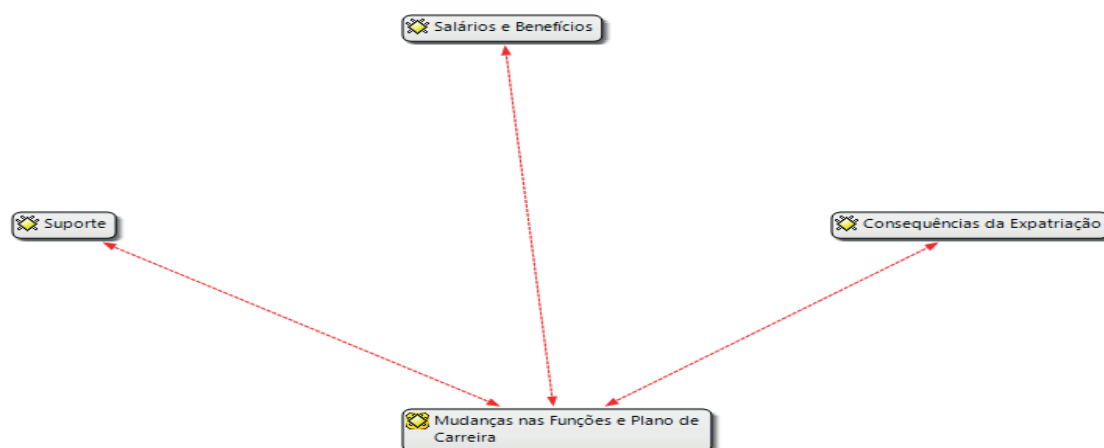 Salários e Benefícios
Suporte
Consequências da Expatriação
Mudanças nas Funções e Plano de
Carreira